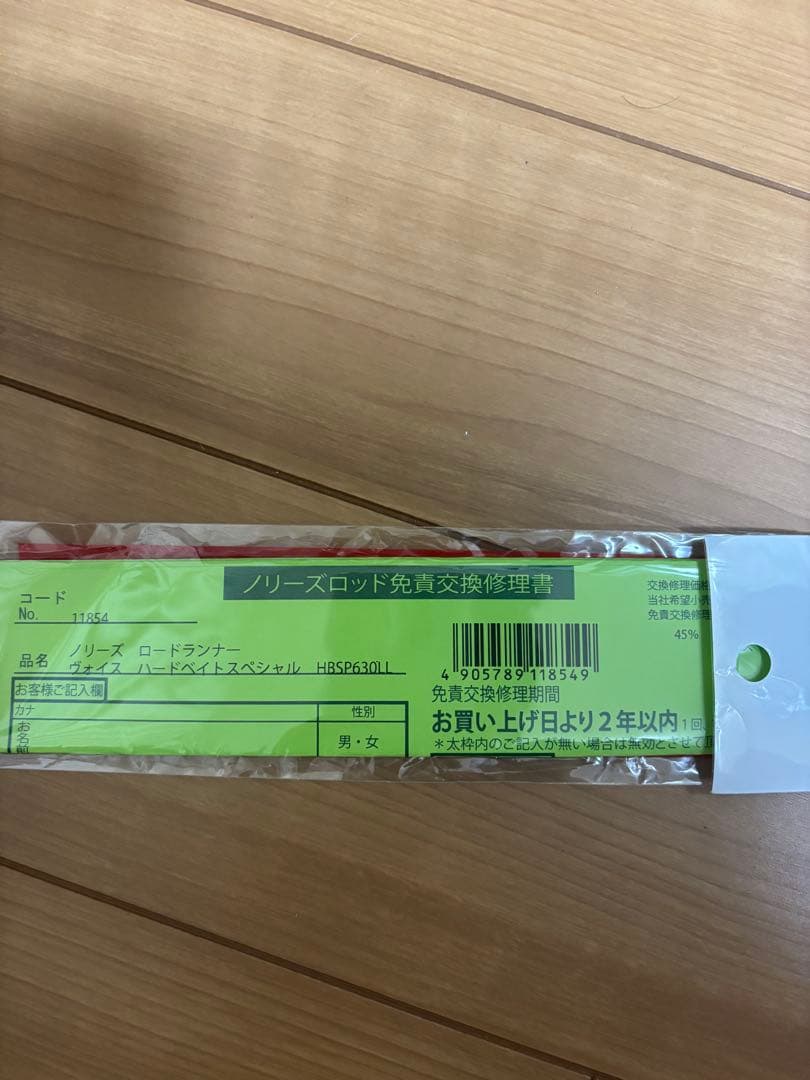 ノリーズロッド免責交換修理書
コード
No. 11854
品名 ノリーズ ロードランナー
ヴォイス ハードベイトスペシャル HBSP630LL
お客様ご記入欄
カナ
性別
お名前
男・女
交換修理価格
当社希望小売
免責交換修理
45%
4 905789 118549
免責交換修理期間
お買い上げ日より2年以内 1回
*太枠内のご記入が無い場合は無効とさせて頂